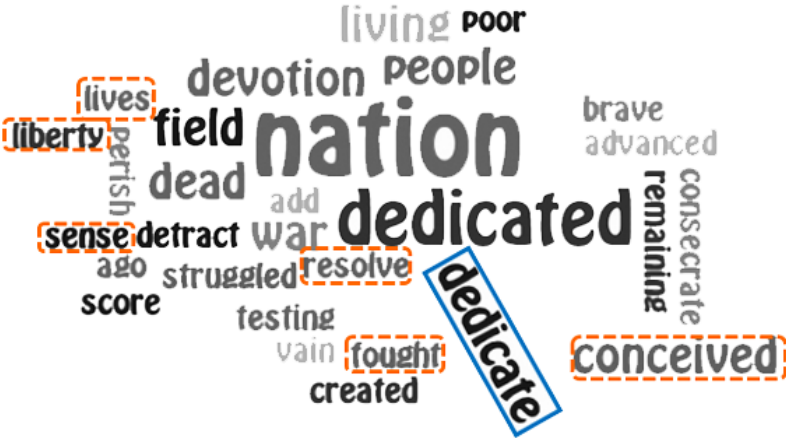 living poor
devotion people
lives
brave
liberty field nation
advanced
perish
dead
add
dedicated
remaining
consecrate
sense detract war
ago struggled resolve
dedicate
score
testing
vain fought
conceived
created